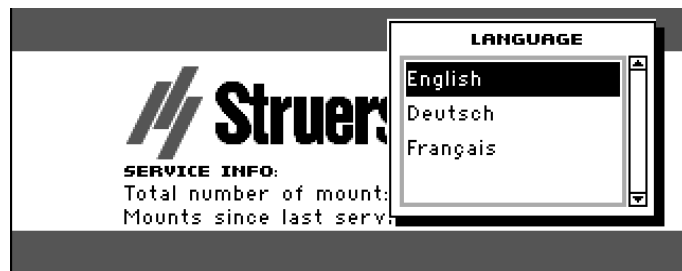 LANGUAGE
English
Deutsch
Français
Struers
SERVICE INFO:
Total number of mount
Mounts since last serv